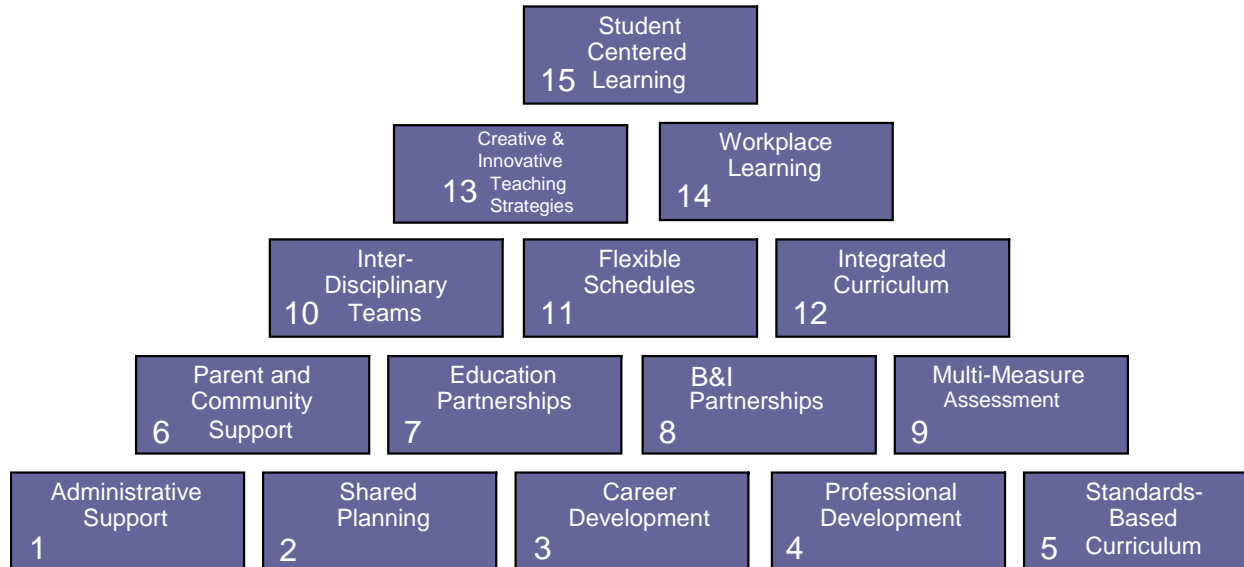 Student
Centered
15 Learning
Creative &
Innovative
13 Teaching
Strategies
Workplace
Learning
14
Inter-
Disciplinary
10 Teams
Flexible
Schedules
11
Integrated
Curriculum
12
Parent and
Community
6 Support
Education
Partnerships
7
B&I
Partnerships
8
Multi-Measure
Assessment
9
Administrative
Support
1
Shared
Planning
2
Career
Development
3
Professional
Development
4
Standards-
Based
5 Curriculum